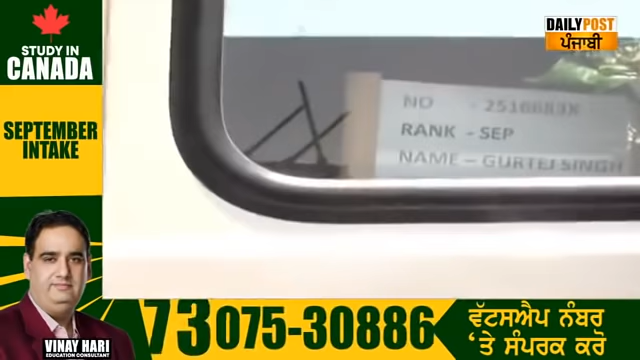 STUDY IN
CANADA
SEPTEMBER
INTAKE
VINAY HARI
EDUCATION CONSULTANT
DAILY POST
ਪੰਜਾਬੀ
NO - 2516683X
RANK - SEP
NAME - GURTEJ SINGH
73075-30886
ਵੱਟਸਐਪ ਨੰਬਰ
'ਤੇ ਸੰਪਰਕ ਕਰੋ